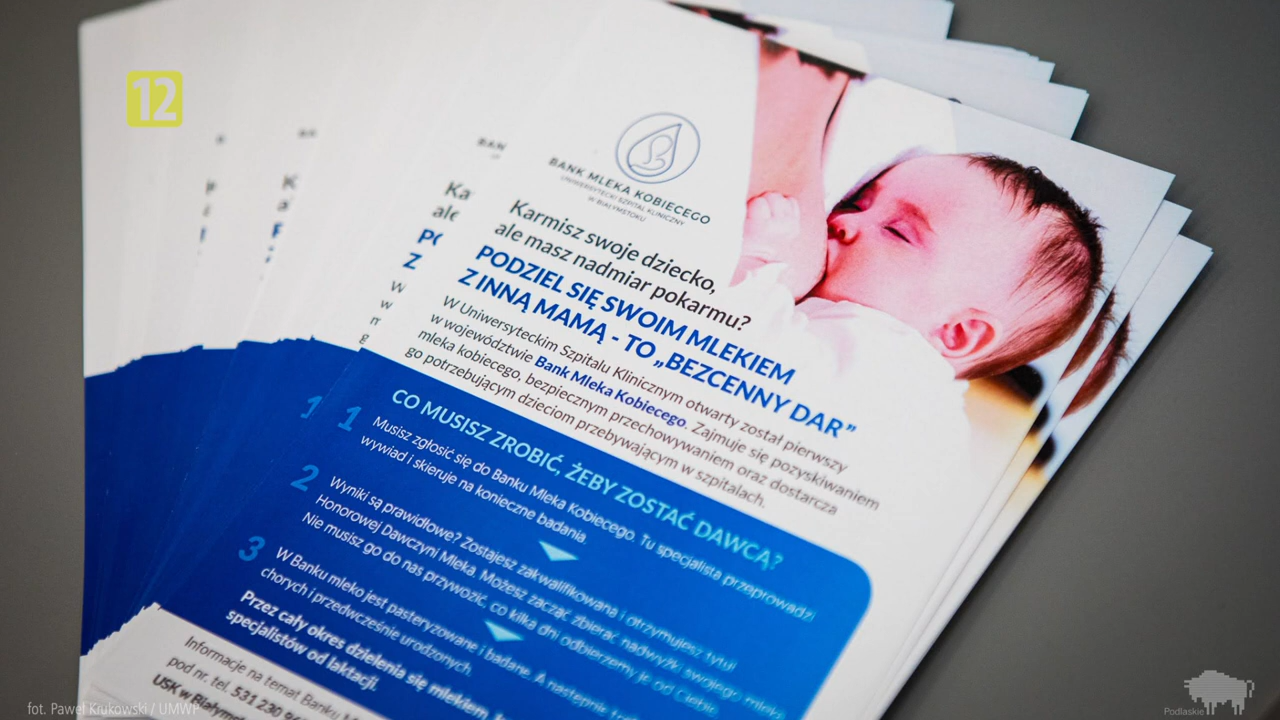 12
BANK MLEKA KOBIECEGO
UNIWERSYTECKI SZPITAL KLINICZNY
W BIAŁYMSTOKU
Karmisz swoje dziecko,
ale masz nadmiar pokarmu?
PODZIEL SIĘ SWOIM MLEKIEM
Z INNĄ MAMĄ - TO „BEZCENNY DAR”
W Uniwersyteckim Szpitalu Klinicznym otwarty został pierwszy
w województwie Bank Mleka Kobiecego. Zajmuje się pozyskiwaniem
mleka kobiecego, bezpiecznym przechowywaniem oraz dostarcza
go potrzebującym dzieciom przebywającym w szpitalach.
CO MUSISZ ZROBIĆ, ŻEBY ZOSTAĆ DAWCĄ?
1 Musisz zgłosić się do Banku Mleka Kobiecego. Tu specjalista przeprowadzi
wywiad i skieruje na konieczne badania
2 Wyniki są prawidłowe? Zostajesz zakwalifikowana i otrzymujesz tytuł
Honorowej Dawczyni Mleka. Możesz zacząć zbierać nadwyżki swojego mleka.
Nie musisz go do nas przywozić, co kilka dni odbierzemy je od Ciebie.
3 W Banku mleko jest pasteryzowane i badane. A następnie
chorych i przedwcześnie urodzonych.
Przez cały okres dzielenia się mlekiem,
specjalistów od laktacji.
Informacje na temat Banku
pod nr. tel. 531 230
USK w
fot. Paweł Krukowski / UMWP
Podlaskie